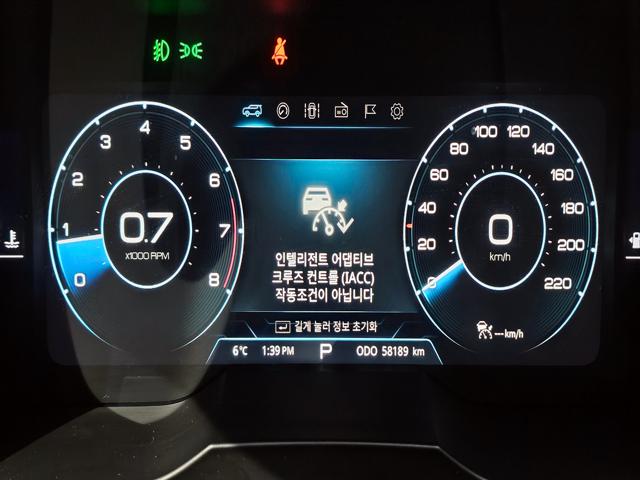 4
3
5
2
6
1
7
0
8
0.7
x1000 RPM
인텔리전트 어댑티브
크루즈 컨트롤 (IACC)
작동조건이 아닙니다
길게 눌러 정보 초기화
6°C 1:39 PM P ODO 58189 km
100 120
80 140
60 160
40 180
20 200
0 220
0
km/h
--- km/h